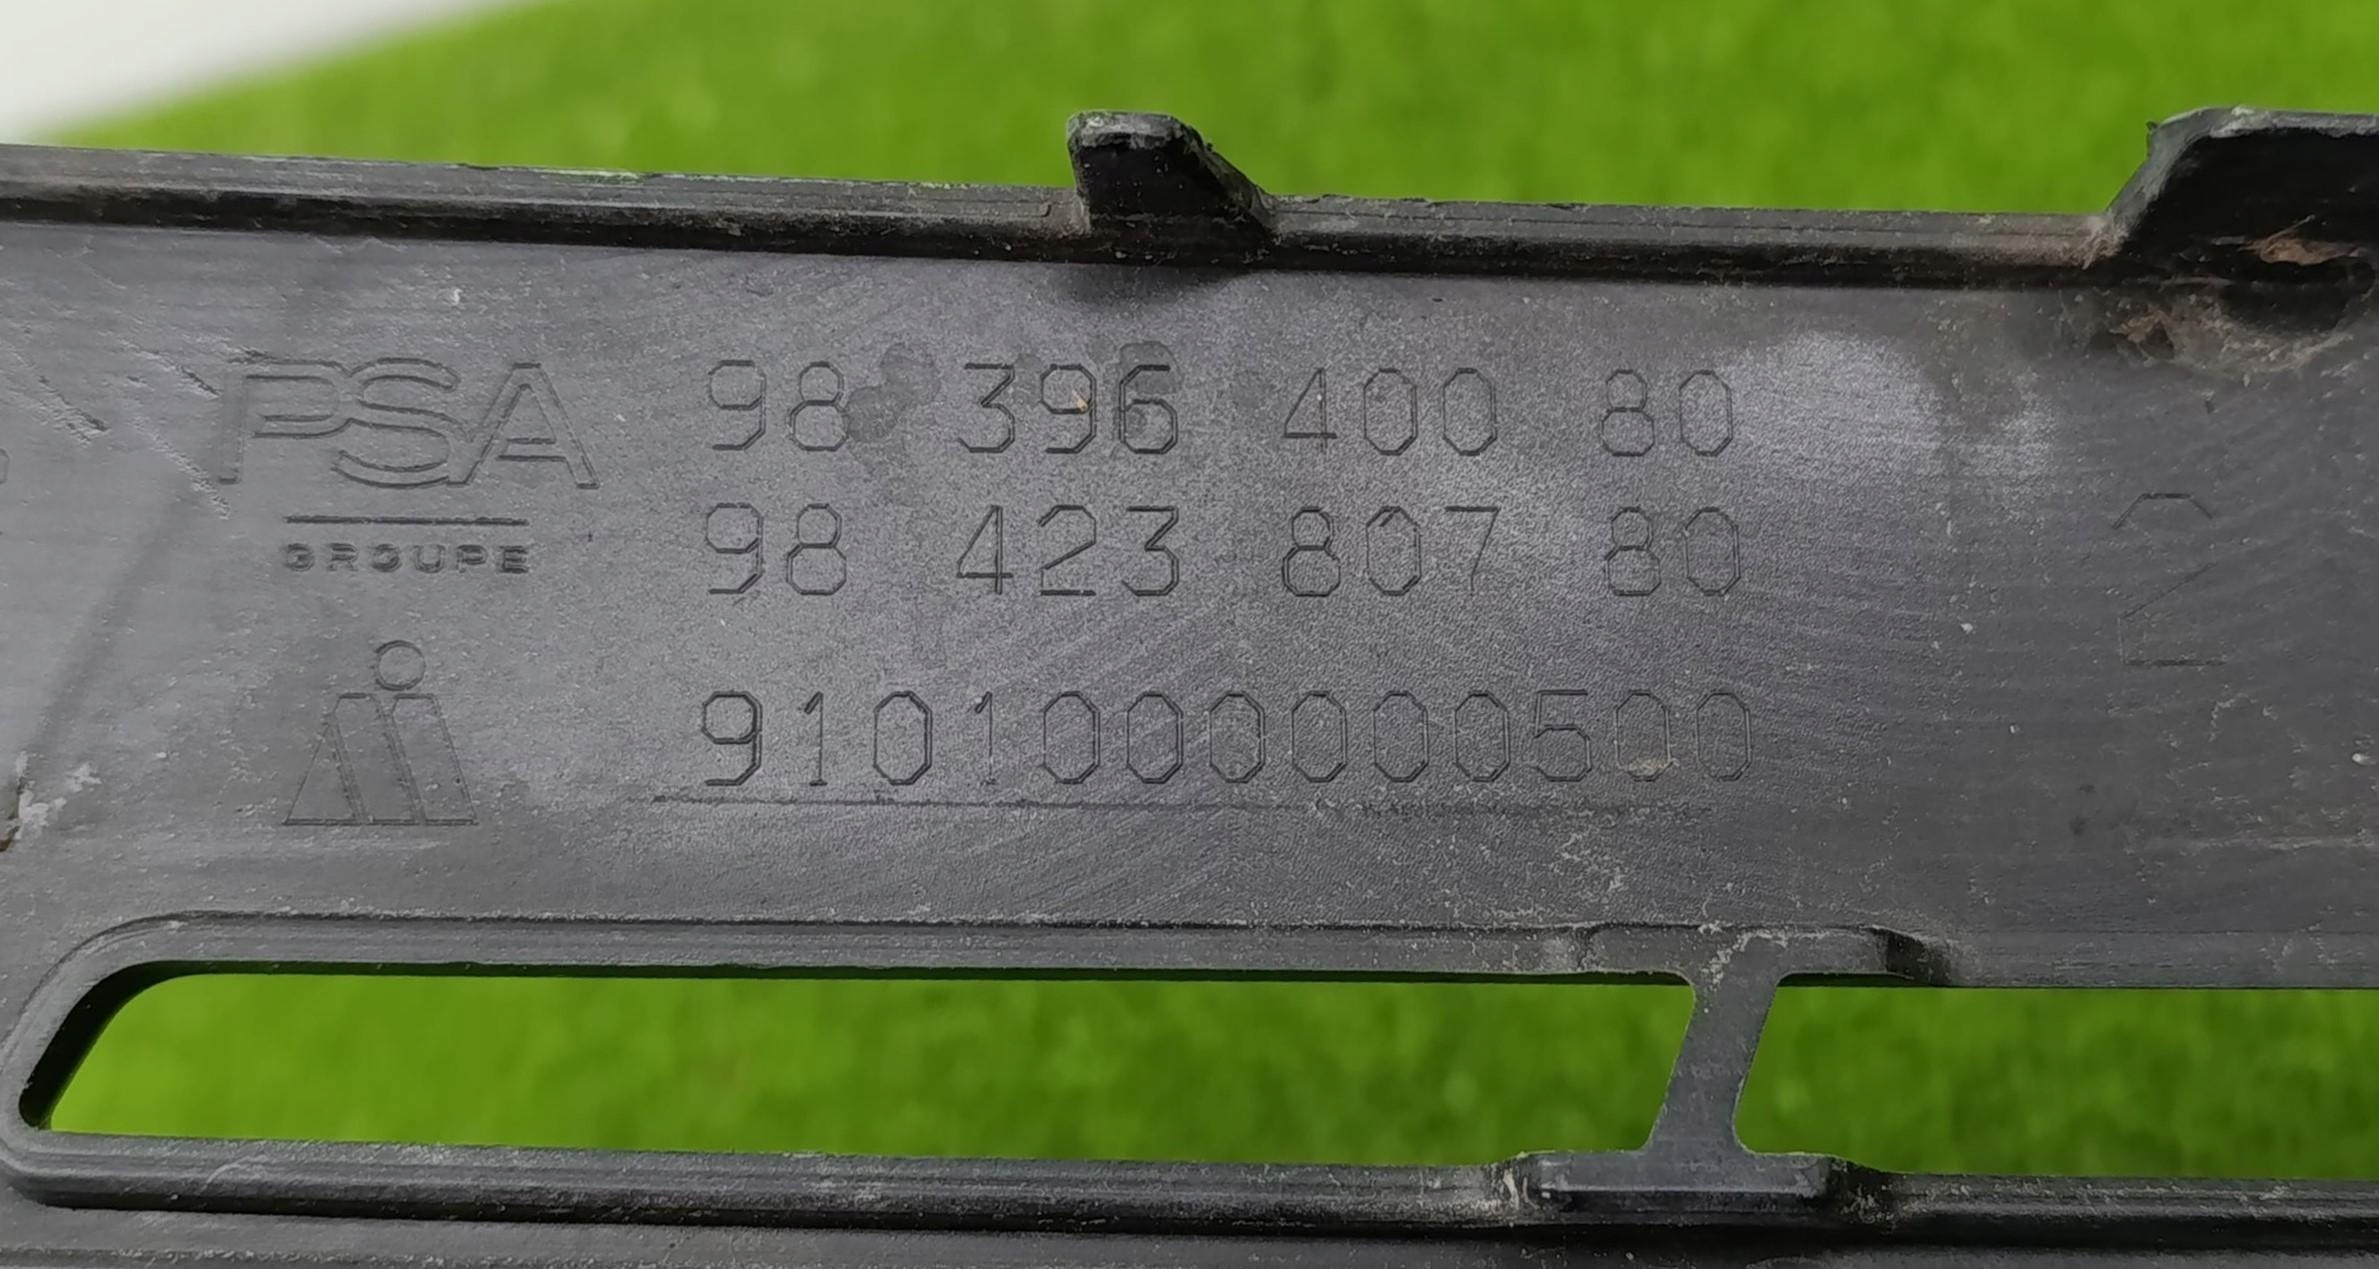 PSA 98 396 400 80
GROUPE 98 423 807 80
9101000000500
2